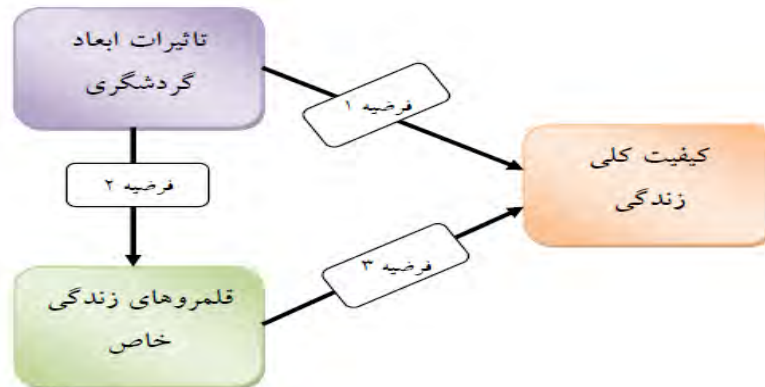 تاثیرات ابعاد
گردشگری
فرضیه ۱
کیفیت کلی
زندگی
فرضیه ۲
فرضیه ۳
قلمروهای زندگی
خاص